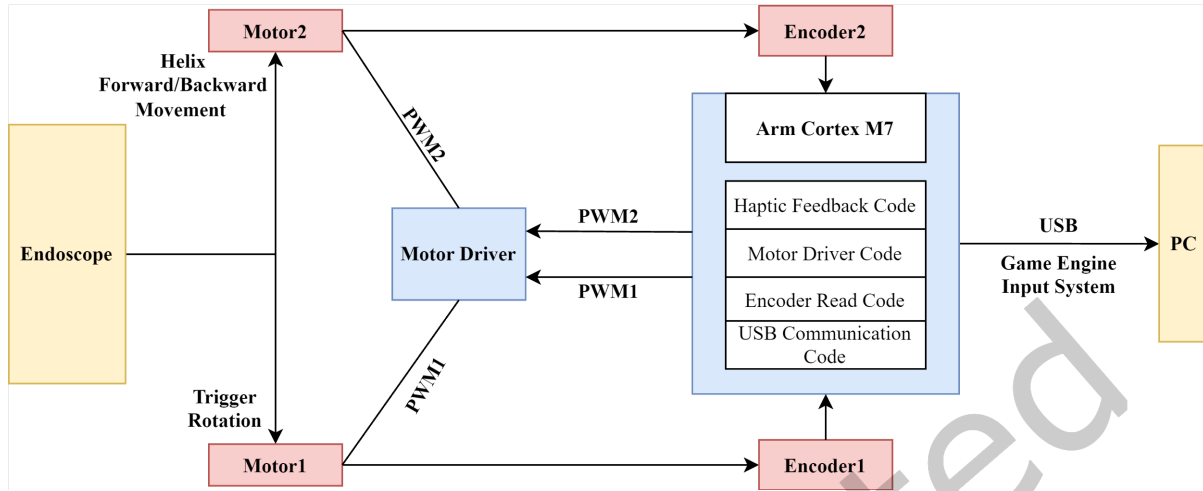 Motor2
Encoder2
Helix
Forward/Backward
Movement
PWM2
Arm Cortex M7
Endoscope
Motor Driver
PWM2
PWM1
Haptic Feedback Code
Motor Driver Code
Encoder Read Code
USB Communication
Code
USB
Game Engine
Input System
PC
Trigger
Rotation
PWM1
Motor1
Encoder1